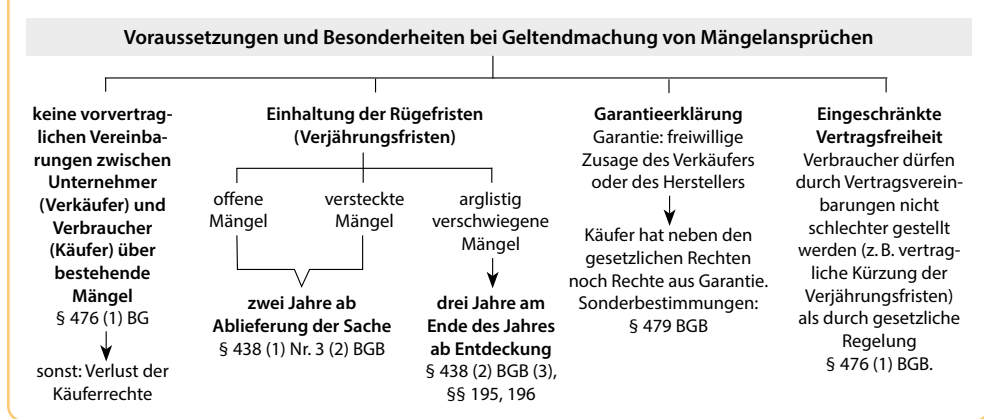 Voraussetzungen und Besonderheiten bei Geltendmachung von Mängelansprüchen
keine vorvertrag-
lichen Vereinba-
rungen zwischen
Unternehmer
(Verkäufer) und
Verbraucher
(Käufer) über
bestehende
Mängel
§ 476 (1) BG
sonst: Verlust der
Käuferrechte
Einhaltung der Rügefristen
(Verjährungsfristen)
offene
Mängel
versteckte
Mängel
zwei Jahre ab
Ablieferung der Sache
§ 438 (1) Nr. 3 (2) BGB
arglistig
verschwiegene
Mängel
drei Jahre am
Ende des Jahres
ab Entdeckung
§ 438 (2) BGB (3),
§§ 195, 196
Garantieerklärung
Garantie: freiwillige
Zusage des Verkäufers
oder des Herstellers
Käufer hat neben den
gesetzlichen Rechten
noch Rechte aus Garantie.
Sonderbestimmungen:
§ 479 BGB
Eingeschränkte
Vertragsfreiheit
Verbraucher dürfen
durch Vertragsverein-
barungen nicht
schlechter gestellt
werden (z. B. vertrag-
liche Kürzung der
Verjährungsfristen)
als durch gesetzliche
Regelung
§ 476 (1) BGB.